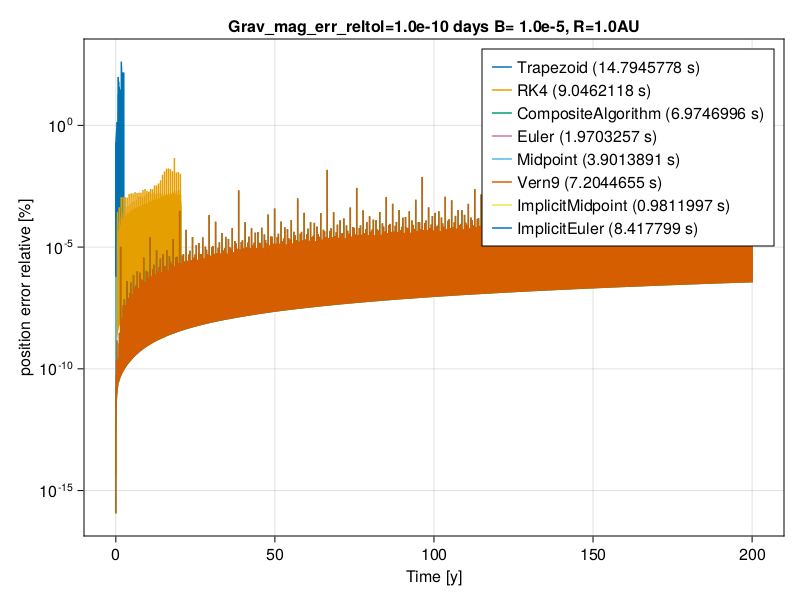 Grav_mag_err_reltol=1.0e-10 days B= 1.0e-5, R=1.0AU
Trapezoid (14.7945778 s)
RK4 (9.0462118 s)
CompositeAlgorithm (6.9746996 s)
Euler (1.9703257 s)
Midpoint (3.9013891 s)
Vern9 (7.2044655 s)
ImplicitMidpoint (0.9811997 s)
ImplicitEuler (8.417799 s)
position error relative [%]
10⁰
10⁻⁵
10⁻¹⁰
10⁻¹⁵
0 50 100 150 200
Time [y]